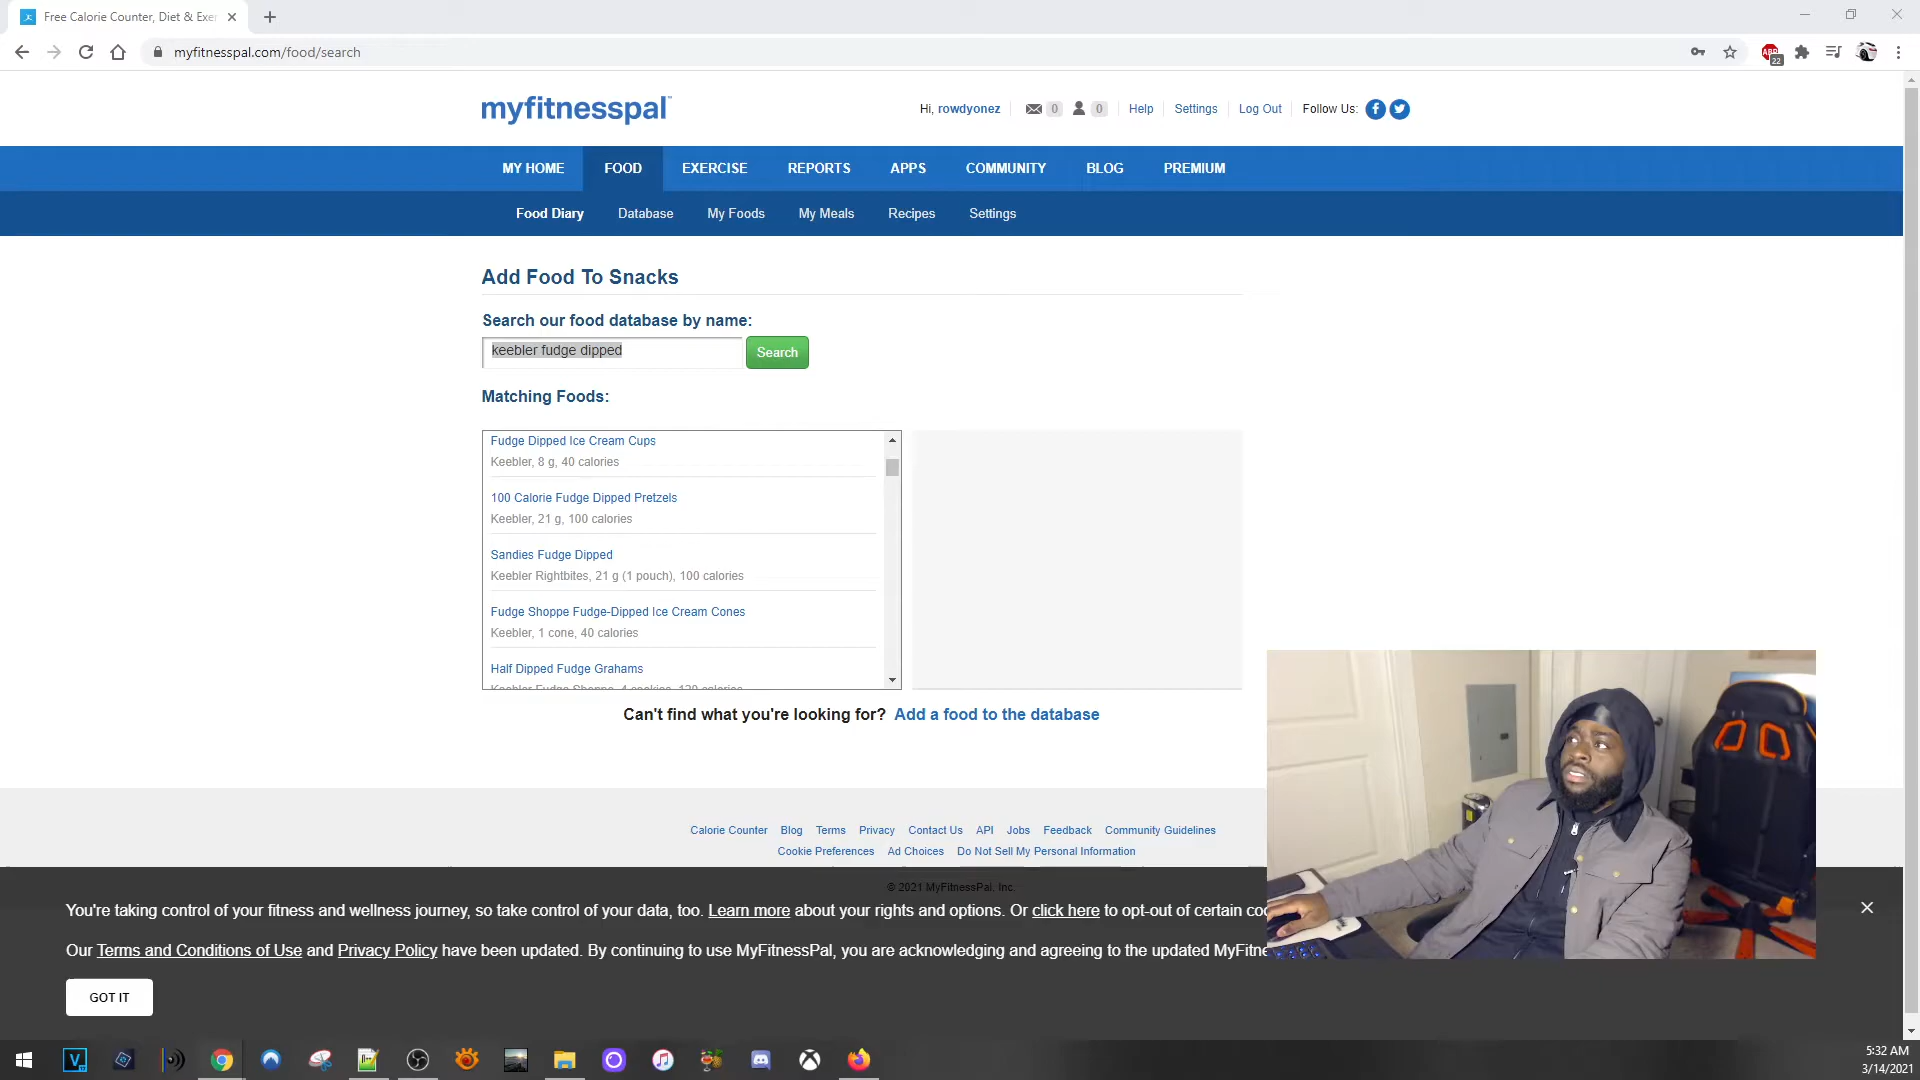 Free Calorie Counter, Diet & Exer
myfitnesspal.com/food/search
ABP
22
myfitnesspal
Hi, rowdyonez
0
0
Help
Settings
Log Out
Follow Us:
MY HOME
FOOD
EXERCISE
REPORTS
APPS
COMMUNITY
BLOG
PREMIUM
Food Diary
Database
My Foods
My Meals
Recipes
Settings
Add Food To Snacks
Search our food database by name:
keebler fudge dipped
Search
Matching Foods:
Fudge Dipped Ice Cream Cups
Keebler, 8 g, 40 calories
100 Calorie Fudge Dipped Pretzels
Keebler, 21 g, 100 calories
Sandies Fudge Dipped
Keebler Rightbites, 21 g (1 pouch), 100 calories
Fudge Shoppe Fudge-Dipped Ice Cream Cones
Keebler, 1 cone, 40 calories
Half Dipped Fudge Grahams
Keebler Fudge Shoppe, 4 cookies, 120 calories
Can't find what you're looking for? Add a food to the database
Calorie Counter Blog Terms Privacy Contact Us API Jobs Feedback Community Guidelines
Cookie Preferences Ad Choices Do Not Sell My Personal Information
© 2021 MyFitnessPal, Inc.
You're taking control of your fitness and wellness journey, so take control of your data, too. Learn more about your rights and options. Or click here to opt-out of certain coo
Our Terms and Conditions of Use and Privacy Policy have been updated. By continuing to use MyFitnessPal, you are acknowledging and agreeing to the updated MyFitne
GOT IT
5:32 AM
3/14/2021